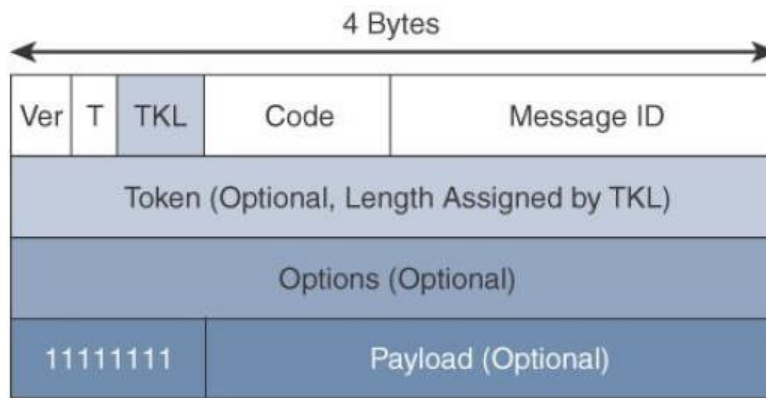 4 Bytes
Ver T TKL Code Message ID
Token (Optional, Length Assigned by TKL)
Options (Optional)
11111111 Payload (Optional)